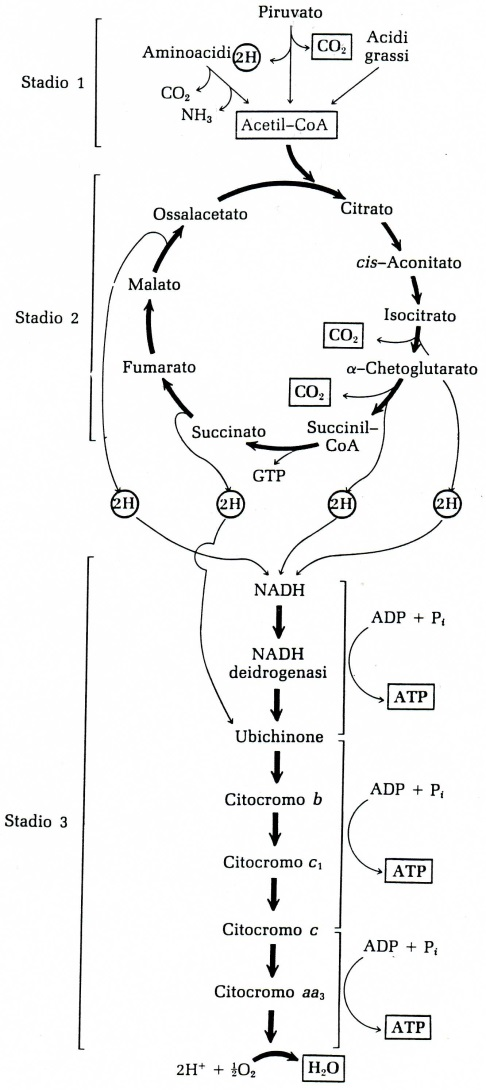 Piruvato
Aminoacidi
2H
CO₂
Acidi
grassi
Stadio 1
CO₂
NH₃
Acetil–CoA
Ossalacetato
Citrato
cis–Aconitato
Malato
Isocitrato
Stadio 2
CO₂
Fumarato
α–Chetoglutarato
CO₂
Succinato
Succinil–
CoA
GTP
2H
2H
2H
2H
NADH
ADP + Pᵢ
NADH
deidrogenasi
ATP
Ubichinone
ADP + Pᵢ
Citocromo b
Stadio 3
Citocromo c₁
ATP
Citocromo c
ADP + Pᵢ
Citocromo aa₃
ATP
2H⁺ + ½O₂
H₂O